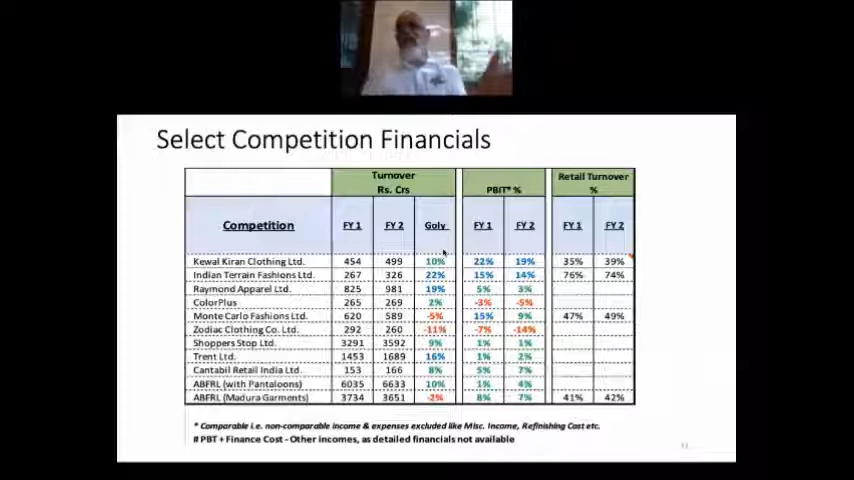 Select Competition Financials
Turnover
Rs. Crs
PBIT* %
Retail Turnover
%
Competition FY 1 FY 2 Goly FY 1 FY 2 FY 1 FY 2
Kewal Kiran Clothing Ltd. 454 499 10% 22% 19% 35% 39%
Indian Terrain Fashions Ltd. 267 326 22% 15% 14% 76% 74%
Raymond Apparel Ltd. 825 981 19% 5% 3%
ColorPlus 265 269 2% -3% -5%
Monte Carlo Fashions Ltd. 620 589 -5% 15% 9% 47% 49%
Zodiac Clothing Co. Ltd. 292 260 -11% -7% -14%
Shoppers Stop Ltd. 3291 3592 9% 1% 1%
Trent Ltd. 1453 1689 16% 1% 2%
Cantabil Retail India Ltd. 153 166 8% 5% 7%
ABFRL (with Pantaloons) 6035 6633 10% 1% 4%
ABFRL (Madura Garments) 3734 3651 -2% 8% 7% 41% 42%
* Comparable i.e. non-comparable income & expenses excluded like Misc. Income, Refinishing Cost etc.
# PBT + Finance Cost - Other incomes, as detailed financials not available